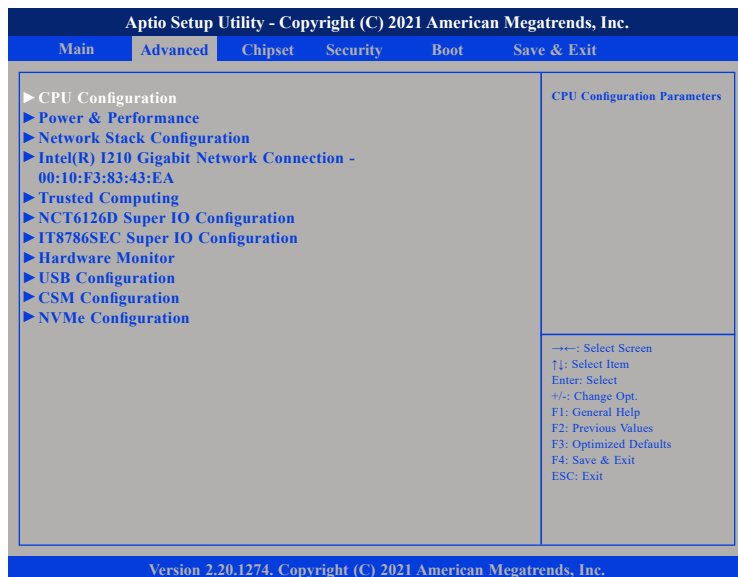 Aptio Setup Utility - Copyright (C) 2021 American Megatrends, Inc.
Main Advanced Chipset Security Boot Save & Exit
►CPU Configuration
►Power & Performance
►Network Stack Configuration
►Intel(R) I210 Gigabit Network Connection -
00:10:F3:83:43:EA
►Trusted Computing
►NCT6126D Super IO Configuration
►IT8786SEC Super IO Configuration
►Hardware Monitor
►USB Configuration
►CSM Configuration
►NVMe Configuration
CPU Configuration Parameters
→←: Select Screen
↑↓: Select Item
Enter: Select
+/-: Change Opt.
F1: General Help
F2: Previous Values
F3: Optimized Defaults
F4: Save & Exit
ESC: Exit
Version 2.20.1274. Copyright (C) 2021 American Megatrends, Inc.